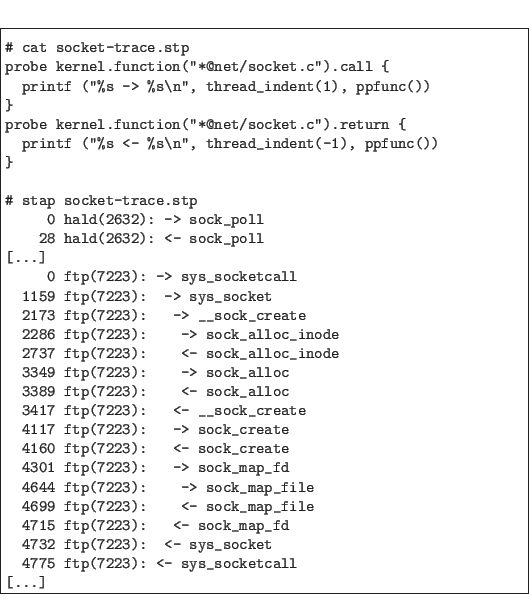 # cat socket-trace.stp
probe kernel.function("*@net/socket.c").call {
  printf ("%s -> %s\n", thread_indent(1), ppfunc())
}
probe kernel.function("*@net/socket.c").return {
  printf ("%s <- %s\n", thread_indent(-1), ppfunc())
}

# stap socket-trace.stp
     0 hald(2632): -> sock_poll
    28 hald(2632): <- sock_poll
[...]
     0 ftp(7223): -> sys_socketcall
  1159 ftp(7223):  -> sys_socket
  2173 ftp(7223):   -> __sock_create
  2286 ftp(7223):    -> sock_alloc_inode
  2737 ftp(7223):    <- sock_alloc_inode
  3349 ftp(7223):    -> sock_alloc
  3389 ftp(7223):    <- sock_alloc
  3417 ftp(7223):   <- __sock_create
  4117 ftp(7223):   -> sock_create
  4160 ftp(7223):   <- sock_create
  4301 ftp(7223):   -> sock_map_fd
  4644 ftp(7223):    -> sock_map_file
  4699 ftp(7223):    <- sock_map_file
  4715 ftp(7223):   <- sock_map_fd
  4732 ftp(7223):  <- sys_socket
  4775 ftp(7223): <- sys_socketcall
[...]